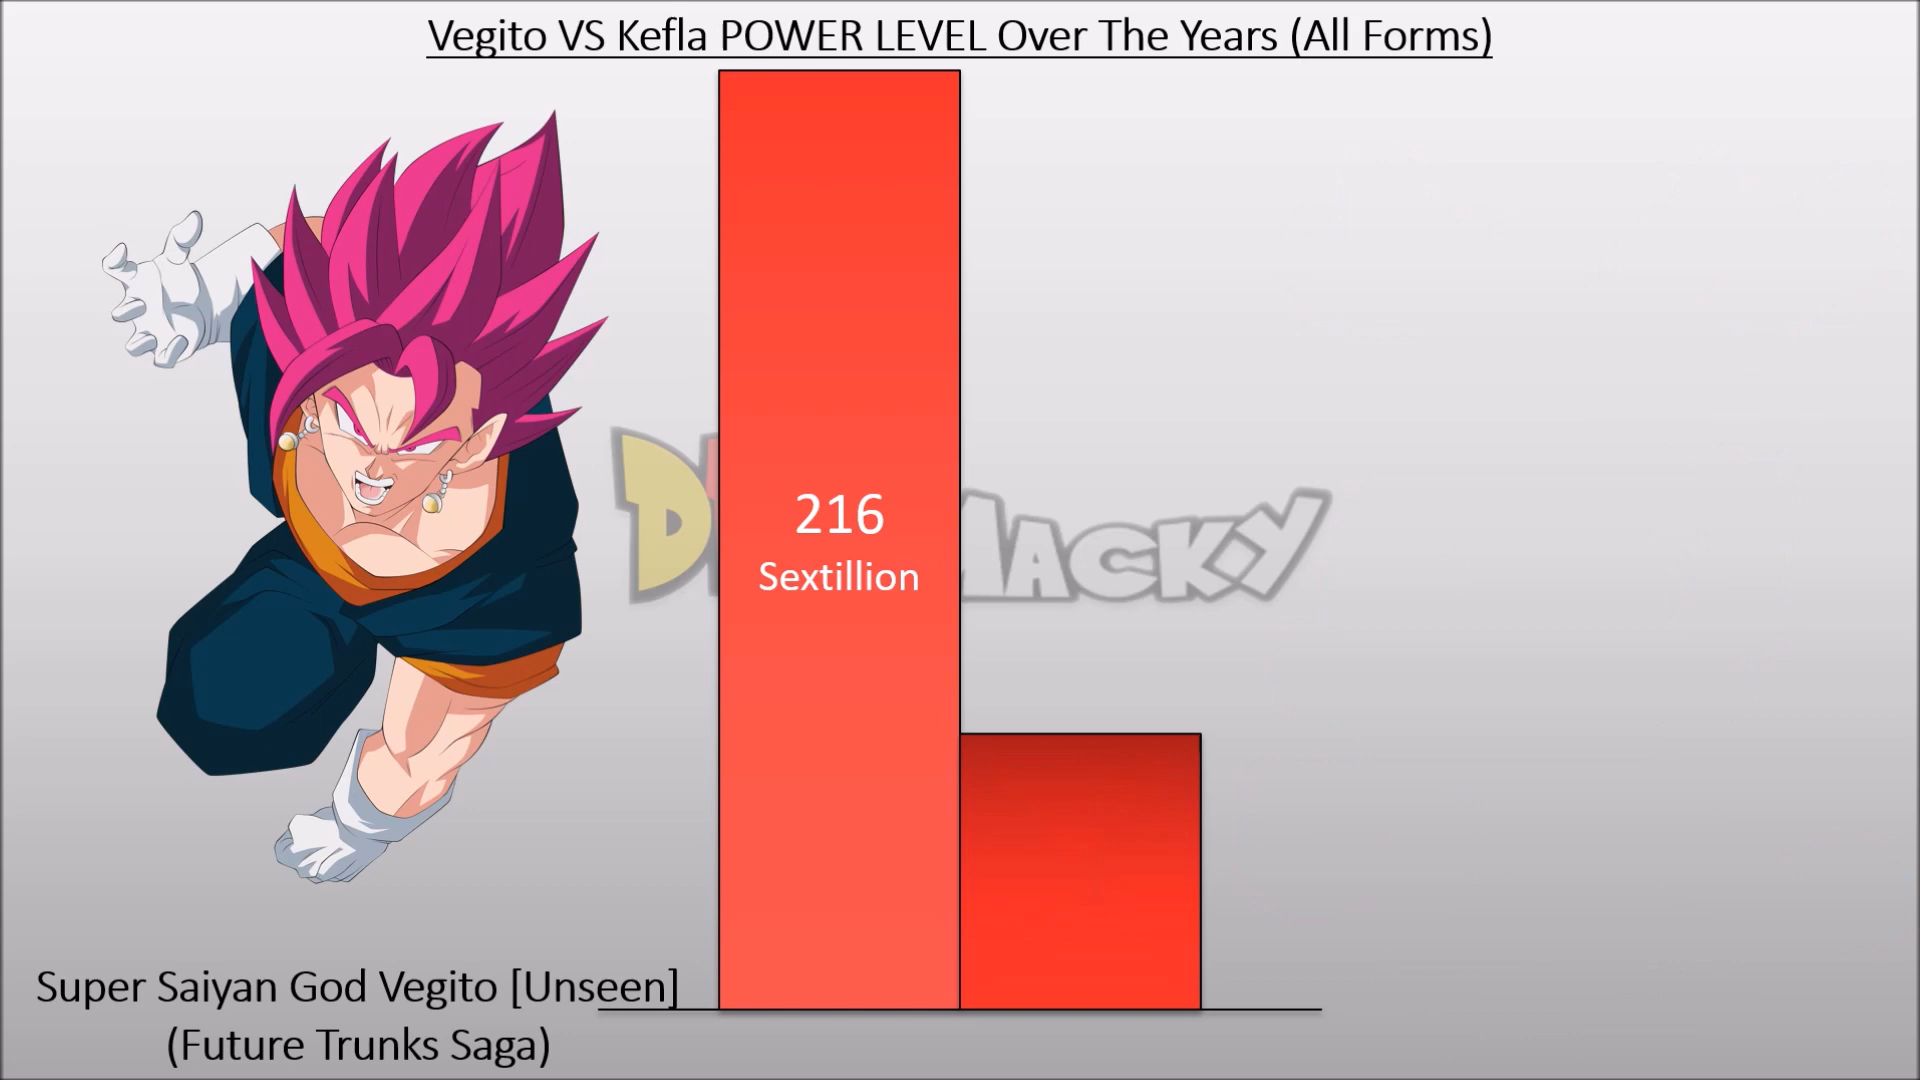 Vegito VS Kefla POWER LEVEL Over The Years (All Forms)
216
Sextillion
Super Saiyan God Vegito [Unseen]
(Future Trunks Saga)